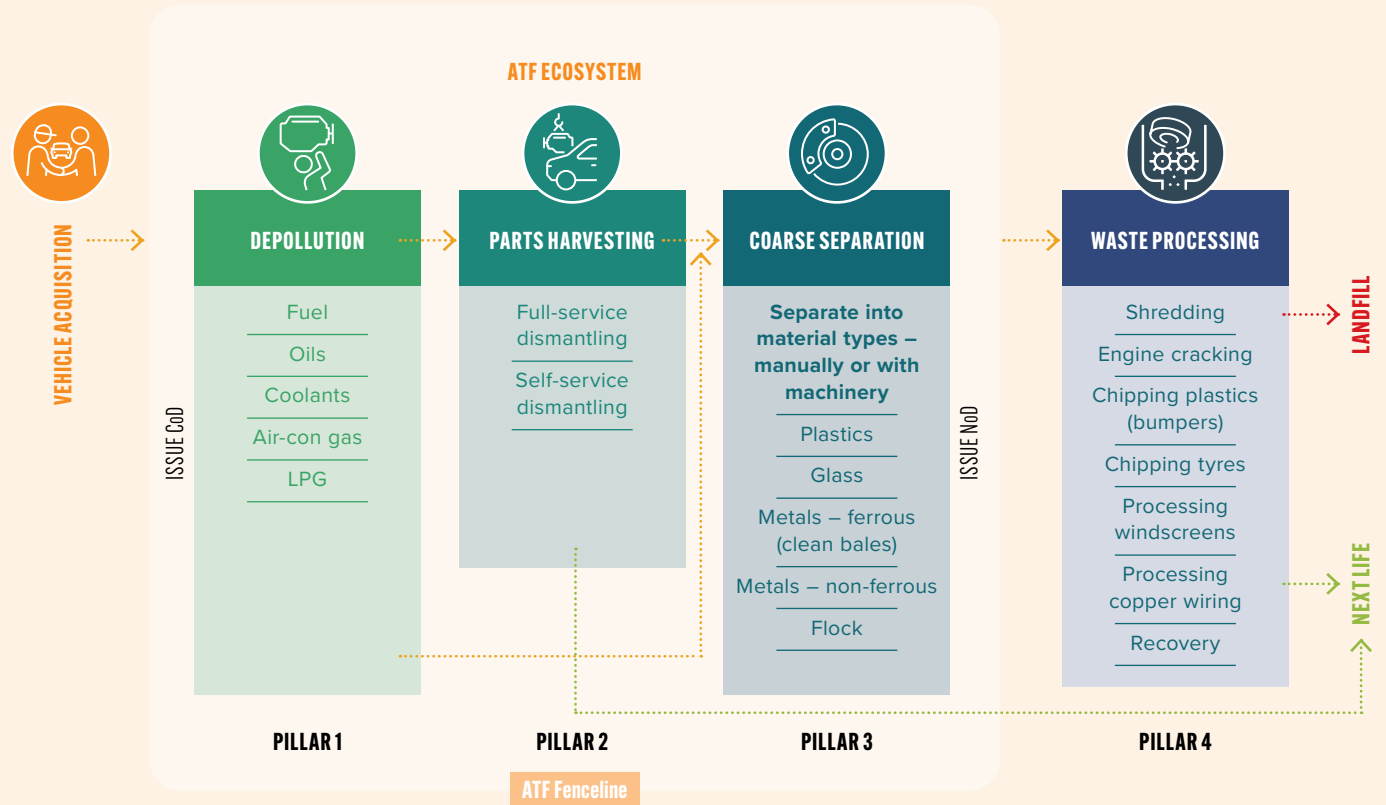 ATF ECOSYSTEM
VEHICLE ACQUISITION
ISSUE CoD
DEPOLLUTION
Fuel
Oils
Coolants
Air-con gas
LPG
PILLAR 1
PARTS HARVESTING
Full-service
dismantling
Self-service
dismantling
PILLAR 2
COARSE SEPARATION
Separate into
material types –
manually or with
machinery
Plastics
Glass
Metals – ferrous
(clean bales)
Metals – non-ferrous
Flock
PILLAR 3
ISSUE NoD
WASTE PROCESSING
Shredding
Engine cracking
Chipping plastics
(bumpers)
Chipping tyres
Processing
windscreens
Processing
copper wiring
Recovery
PILLAR 4
LANDFILL
NEXT LIFE
ATF Fenceline